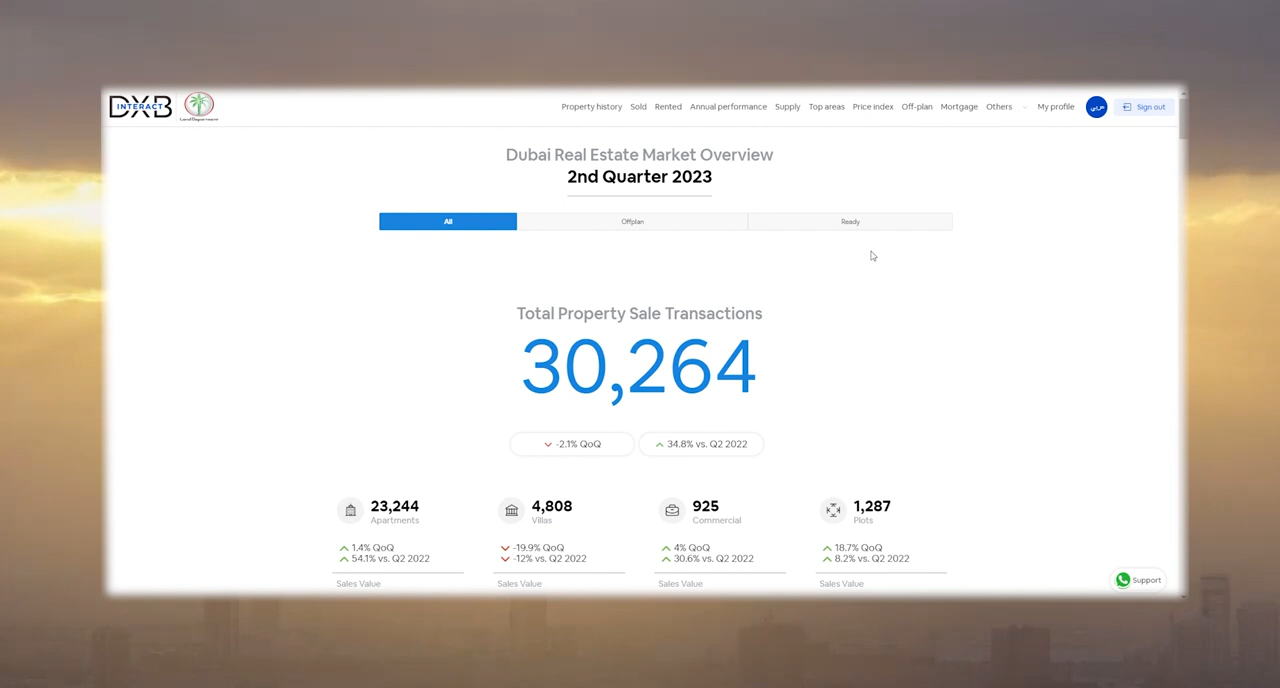 DXB
INTERACT
Land Department
Property history Sold Rented Annual performance Supply Top areas Price index Off-plan Mortgage Others My profile عربي Sign out
Dubai Real Estate Market Overview
2nd Quarter 2023
All Offplan Ready
Total Property Sale Transactions
30,264
-2.1% QoQ 34.8% vs. Q2 2022
23,244 4,808 925 1,287
Apartments Villas Commercial Plots
1.4% QoQ -19.9% QoQ 4% QoQ 18.7% QoQ
54.1% vs. Q2 2022 -12% vs. Q2 2022 30.6% vs. Q2 2022 8.2% vs. Q2 2022
Sales Value Sales Value Sales Value Sales Value
Support